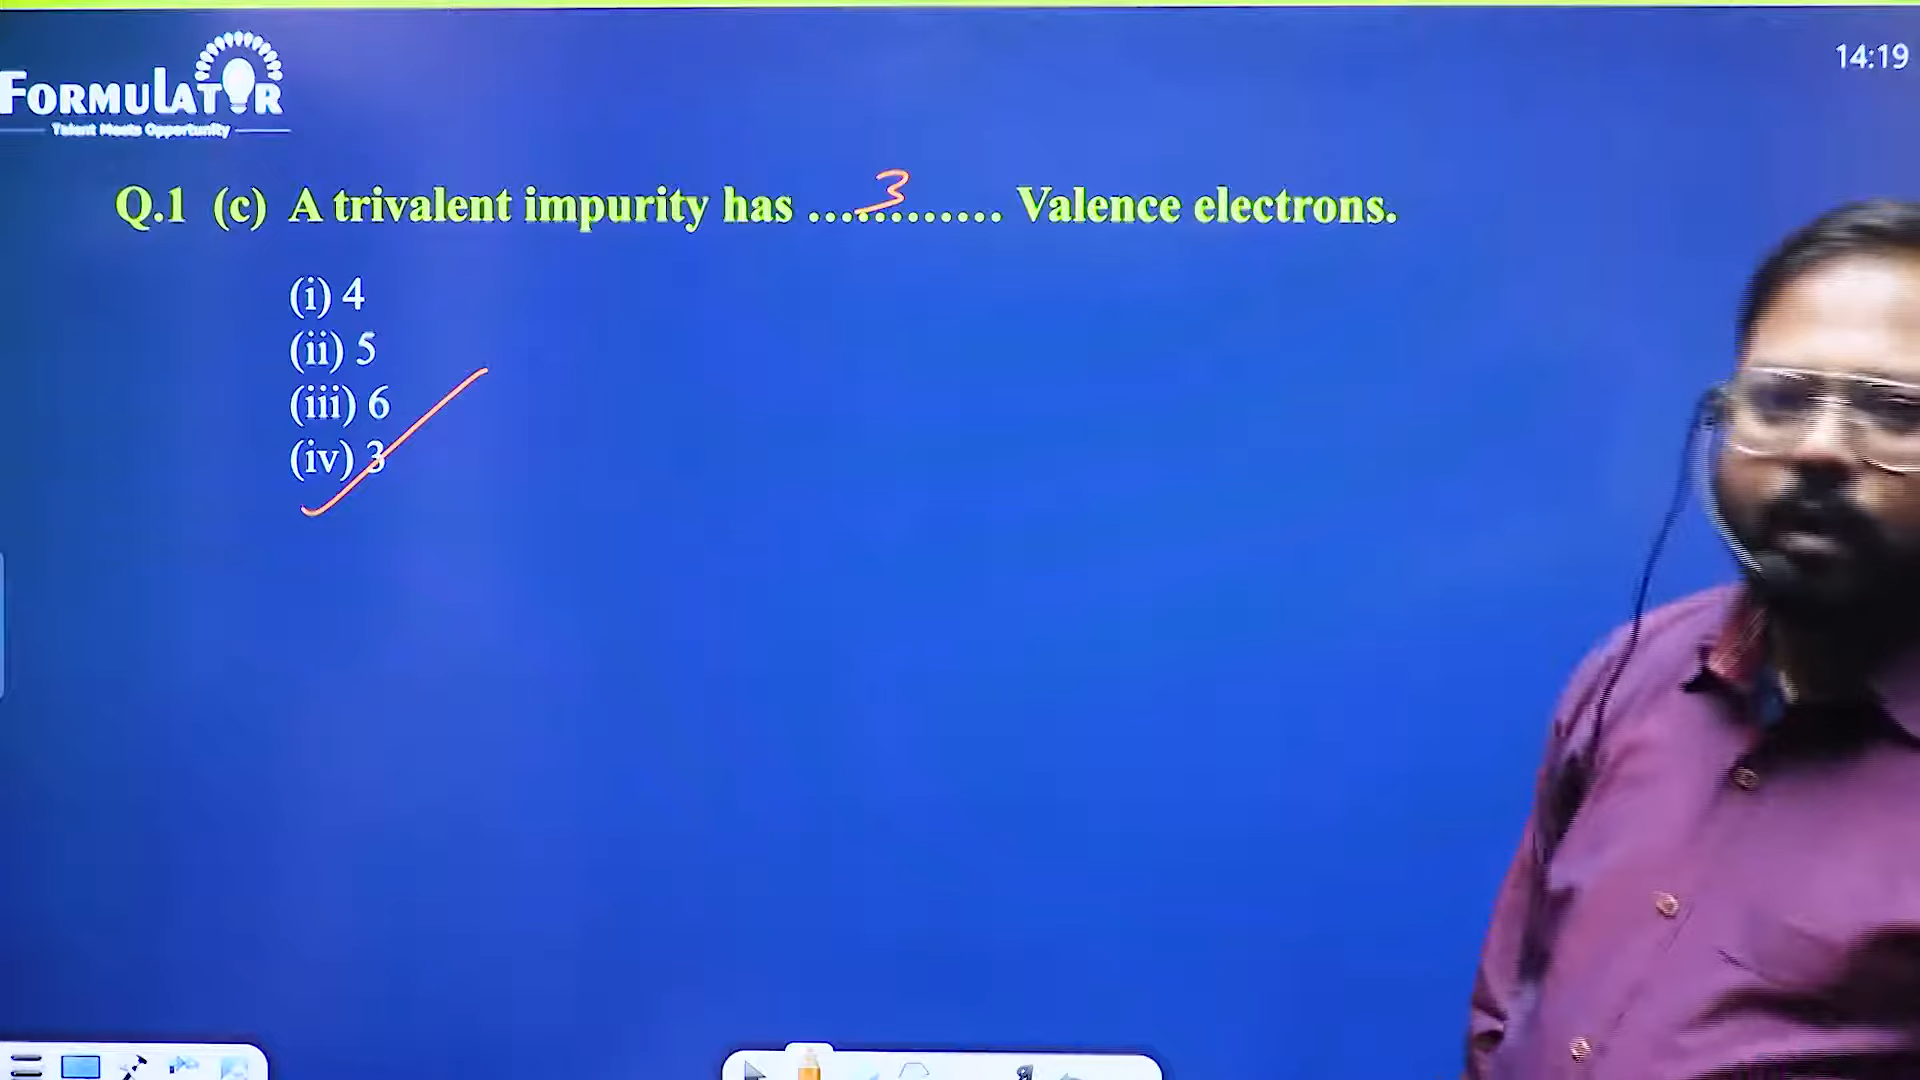 FORMULATOR
Talent Meets Opportunity
14:19
Q.1 (c) A trivalent impurity has ............ Valence electrons.
3
(i) 4
(ii) 5
(iii) 6
(iv) 3